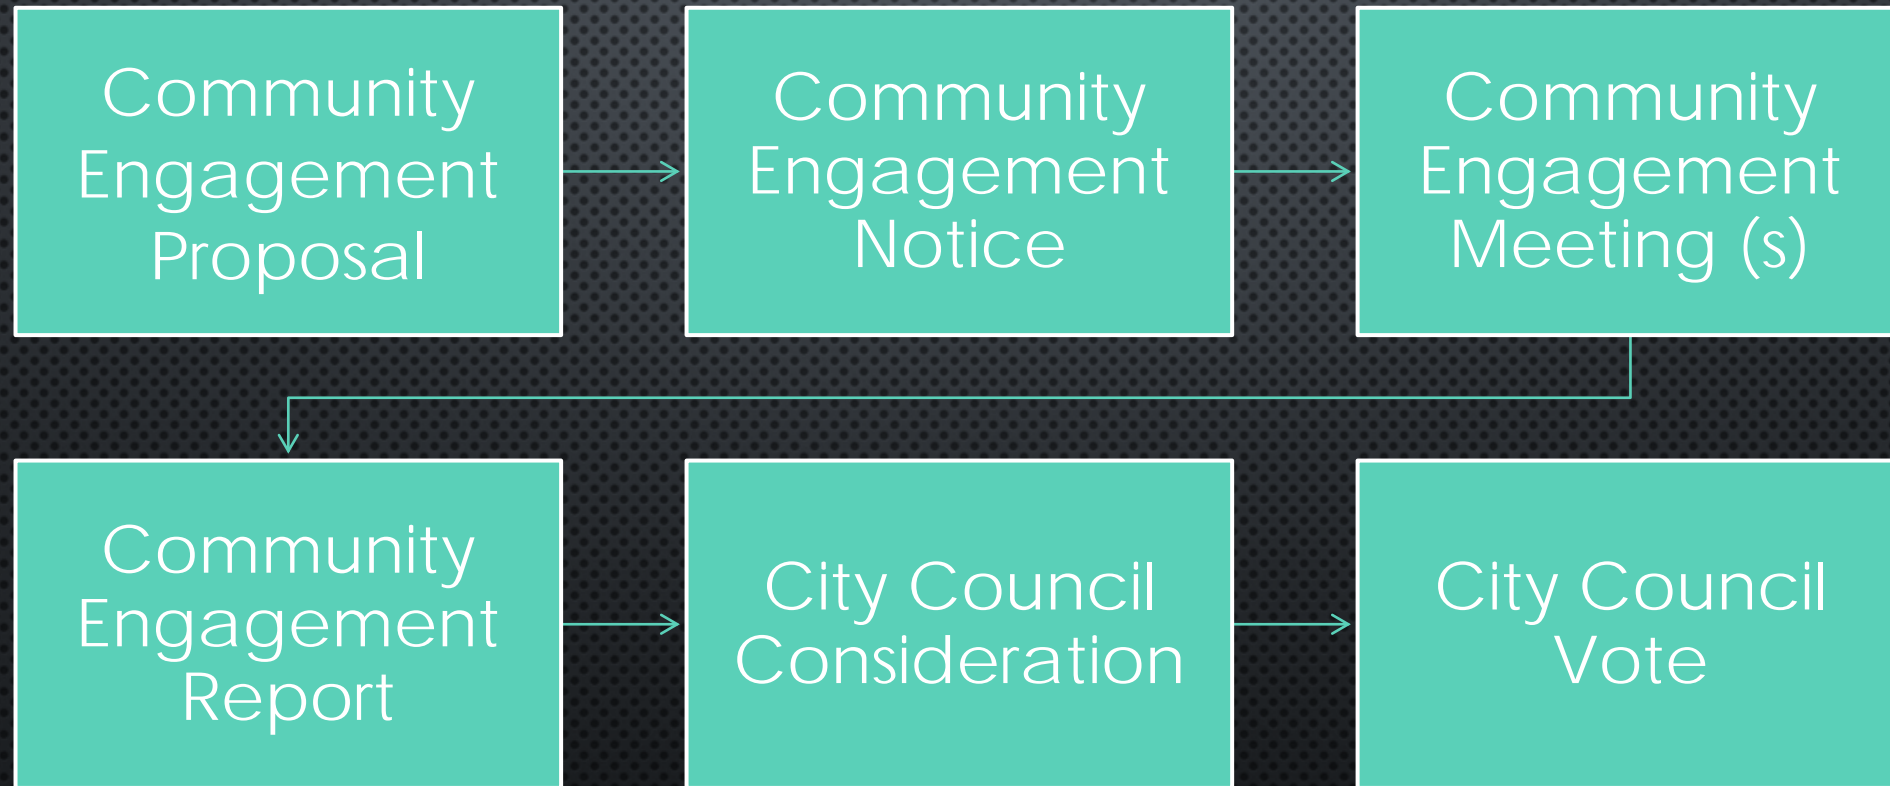 Community
Engagement
Proposal
Community
Engagement
Notice
Community
Engagement
Meeting (s)
Community
Engagement
Report
City Council
Consideration
City Council
Vote